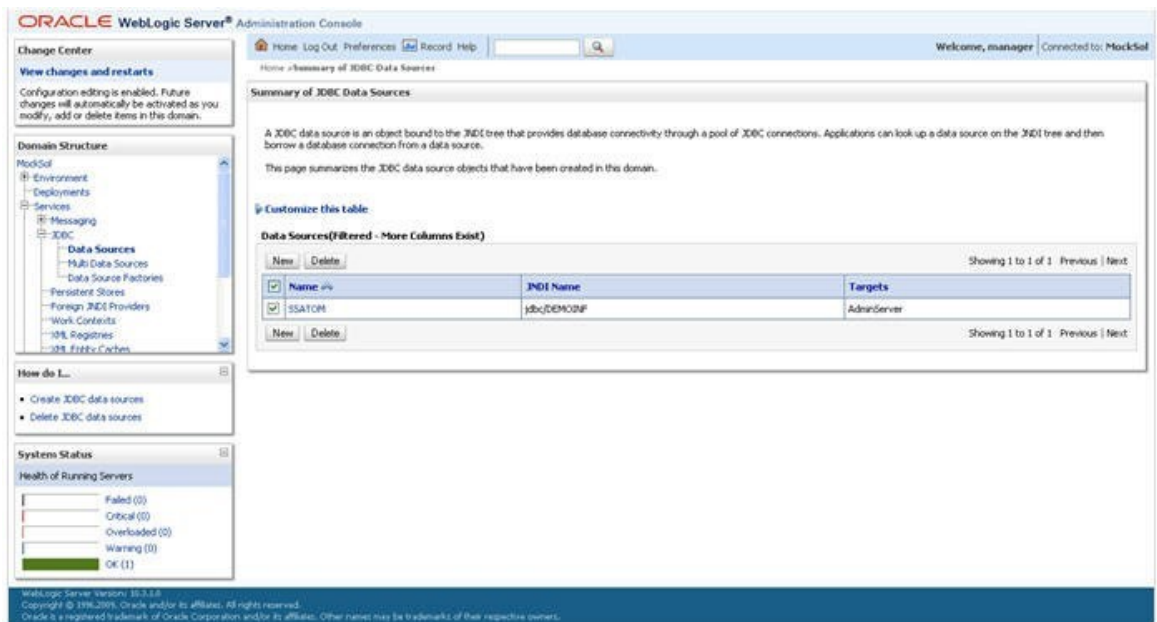 ORACLE WebLogic Server® Administration Console
Change Center
View changes and restarts
Configuration editing is enabled. Future
changes will automatically be activated as you
modify, add or delete items in this domain.
Domain Structure
MockSol
Environment
Deployments
Services
Messaging
JDBC
Data Sources
Multi Data Sources
Data Source Factories
Persistent Stores
Foreign JNDI Providers
Work Contexts
XML Registries
XML Entity Caches
How do I...
Create JDBC data sources
Delete JDBC data sources
System Status
Health of Running Servers
Failed (0)
Critical (0)
Overloaded (0)
Warning (0)
OK (1)
Home Log Out Preferences Record Help
Welcome, manager Connected to: MockSol
Home >Summary of JDBC Data Sources
Summary of JDBC Data Sources
A JDBC data source is an object bound to the JNDI tree that provides database connectivity through a pool of JDBC connections. Applications can look up a data source on the JNDI tree and then
borrow a database connection from a data source.
This page summarizes the JDBC data source objects that have been created in this domain.
Customize this table
Data Sources(Filtered - More Columns Exist)
New Delete Showing 1 to 1 of 1 Previous | Next
Name JNDI Name Targets
SSATOM jdbc/DEMOINF AdminServer
New Delete Showing 1 to 1 of 1 Previous | Next
WebLogic Server Version: 10.3.1.0
Copyright © 1996,2009, Oracle and/or its affiliates. All rights reserved.
Oracle is a registered trademark of Oracle Corporation and/or its affiliates. Other names may be trademarks of their respective owners.